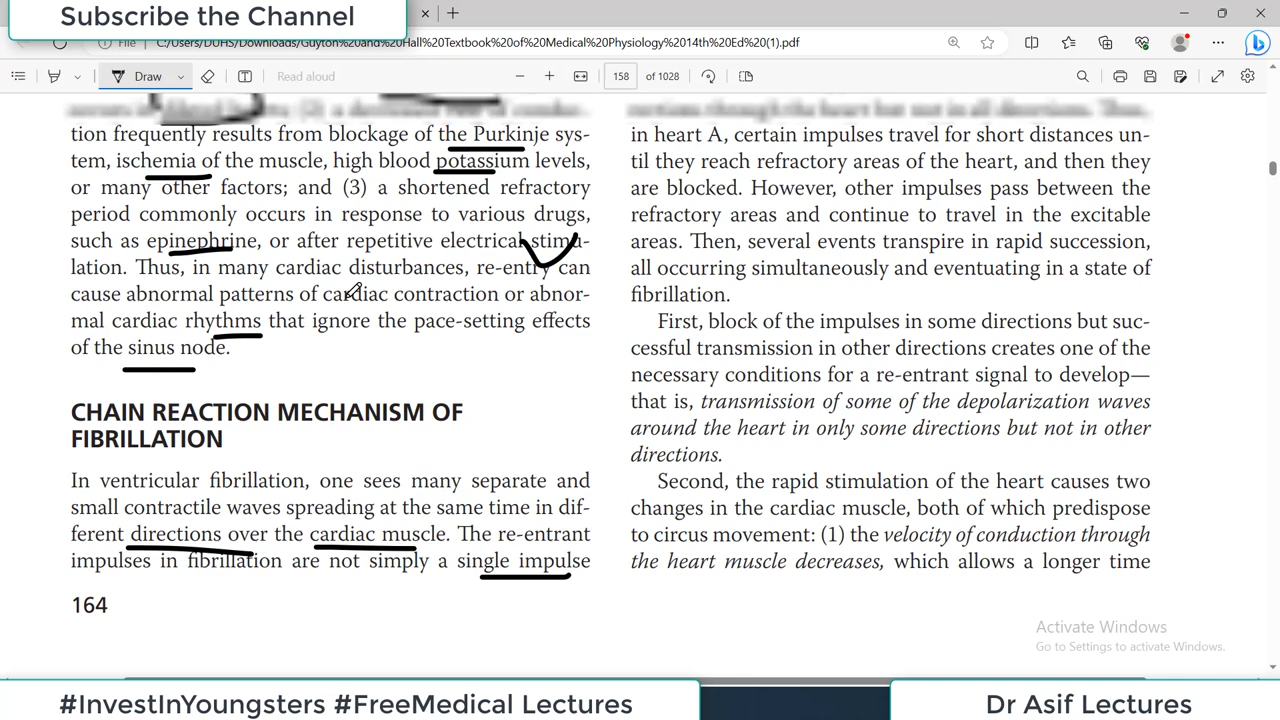 Subscribe the Channel
File
C:/Users/DUHS/Downloads/Guyton%20and%20Hall%20Textbook%20of%20Medical%20Physiology%2014th%20Ed%20(1).pdf
Draw
Read aloud
158 of 1028
tion frequently results from blockage of the Purkinje sys-
tem, ischemia of the muscle, high blood potassium levels,
or many other factors; and (3) a shortened refractory
period commonly occurs in response to various drugs,
such as epinephrine, or after repetitive electrical stimu-
lation. Thus, in many cardiac disturbances, re-entry can
cause abnormal patterns of cardiac contraction or abnor-
mal cardiac rhythms that ignore the pace-setting effects
of the sinus node.
CHAIN REACTION MECHANISM OF
FIBRILLATION
In ventricular fibrillation, one sees many separate and
small contractile waves spreading at the same time in dif-
ferent directions over the cardiac muscle. The re-entrant
impulses in fibrillation are not simply a single impulse
164
rections through the heart but not in all directions. Thus,
in heart A, certain impulses travel for short distances un-
til they reach refractory areas of the heart, and then they
are blocked. However, other impulses pass between the
refractory areas and continue to travel in the excitable
areas. Then, several events transpire in rapid succession,
all occurring simultaneously and eventuating in a state of
fibrillation.
First, block of the impulses in some directions but suc-
cessful transmission in other directions creates one of the
necessary conditions for a re-entrant signal to develop—
that is, transmission of some of the depolarization waves
around the heart in only some directions but not in other
directions.
Second, the rapid stimulation of the heart causes two
changes in the cardiac muscle, both of which predispose
to circus movement: (1) the velocity of conduction through
the heart muscle decreases, which allows a longer time
Activate Windows
Go to Settings to activate Windows.
#InvestInYoungsters #FreeMedical Lectures
Dr Asif Lectures